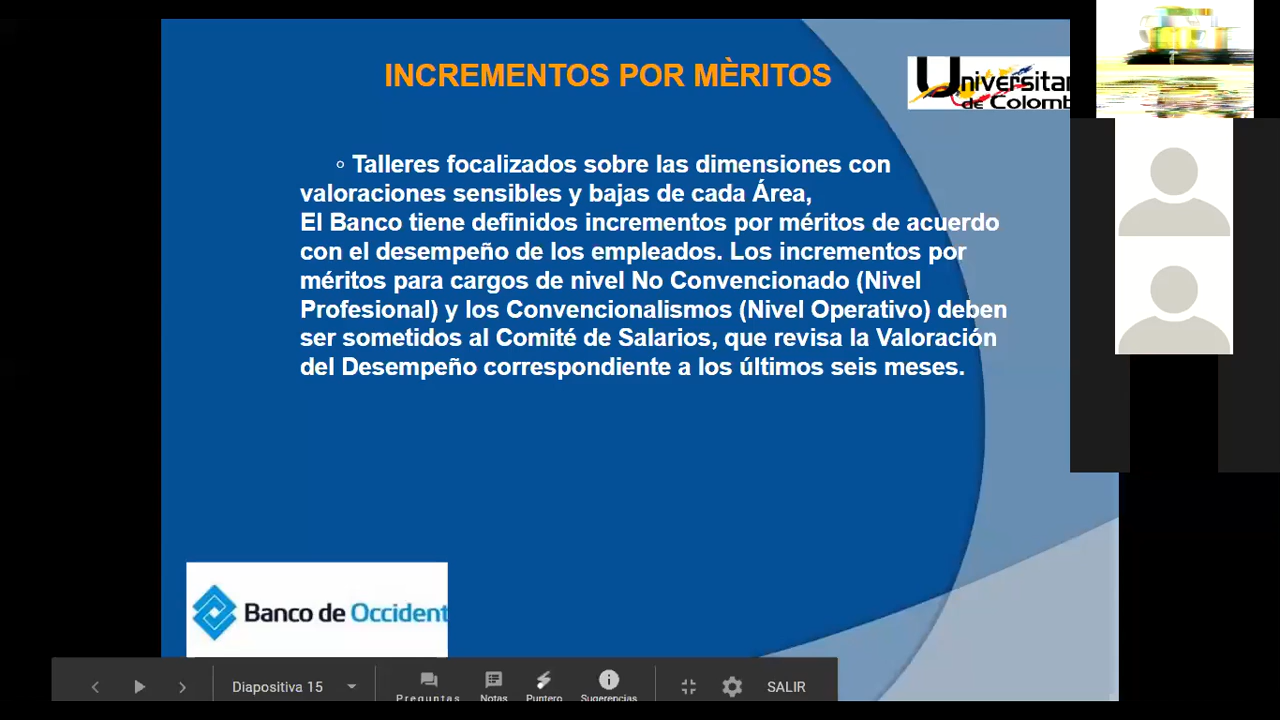 INCREMENTOS POR MÈRITOS
Universitar
de Colomb
◦ Talleres focalizados sobre las dimensiones con
valoraciones sensibles y bajas de cada Área,
El Banco tiene definidos incrementos por méritos de acuerdo
con el desempeño de los empleados. Los incrementos por
méritos para cargos de nivel No Convencionado (Nivel
Profesional) y los Convencionalismos (Nivel Operativo) deben
ser sometidos al Comité de Salarios, que revisa la Valoración
del Desempeño correspondiente a los últimos seis meses.
Banco de Occident
Diapositiva 15
Preguntas
Notas
Puntero
Sugerencias
SALIR